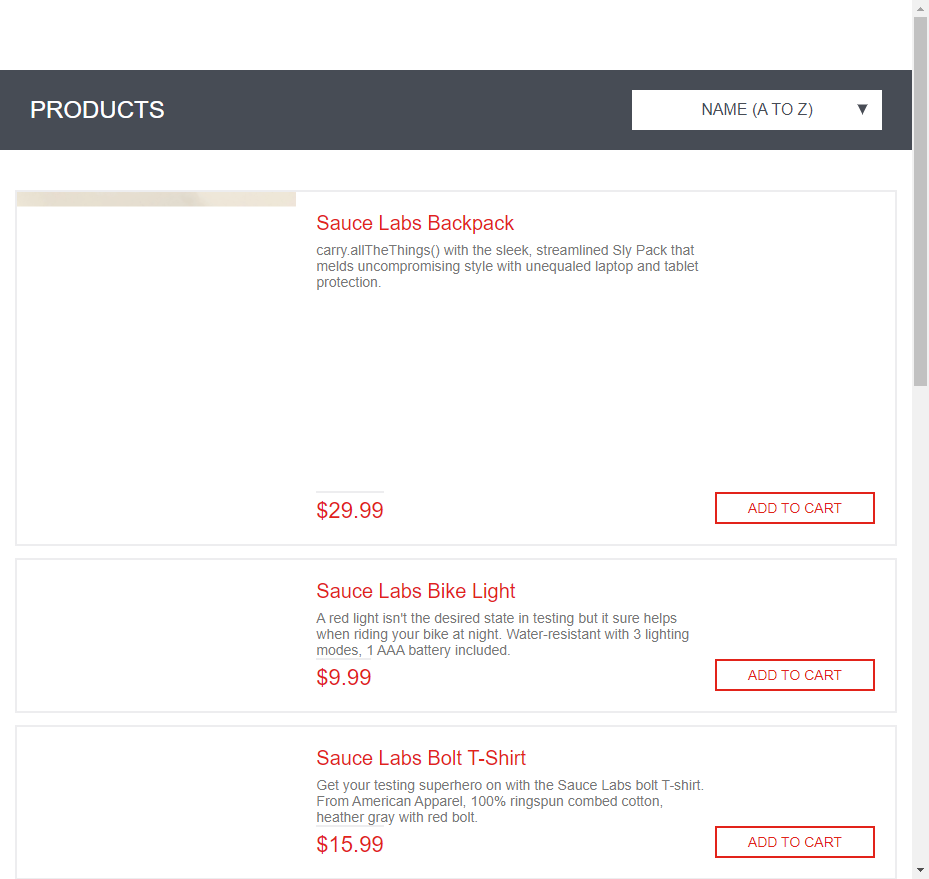 PRODUCTS
NAME (A TO Z) ▼
Sauce Labs Backpack
carry.allTheThings() with the sleek, streamlined Sly Pack that
melds uncompromising style with unequaled laptop and tablet
protection.
$29.99
ADD TO CART
Sauce Labs Bike Light
A red light isn't the desired state in testing but it sure helps
when riding your bike at night. Water-resistant with 3 lighting
modes, 1 AAA battery included.
$9.99
ADD TO CART
Sauce Labs Bolt T-Shirt
Get your testing superhero on with the Sauce Labs bolt T-shirt.
From American Apparel, 100% ringspun combed cotton,
heather gray with red bolt.
$15.99
ADD TO CART